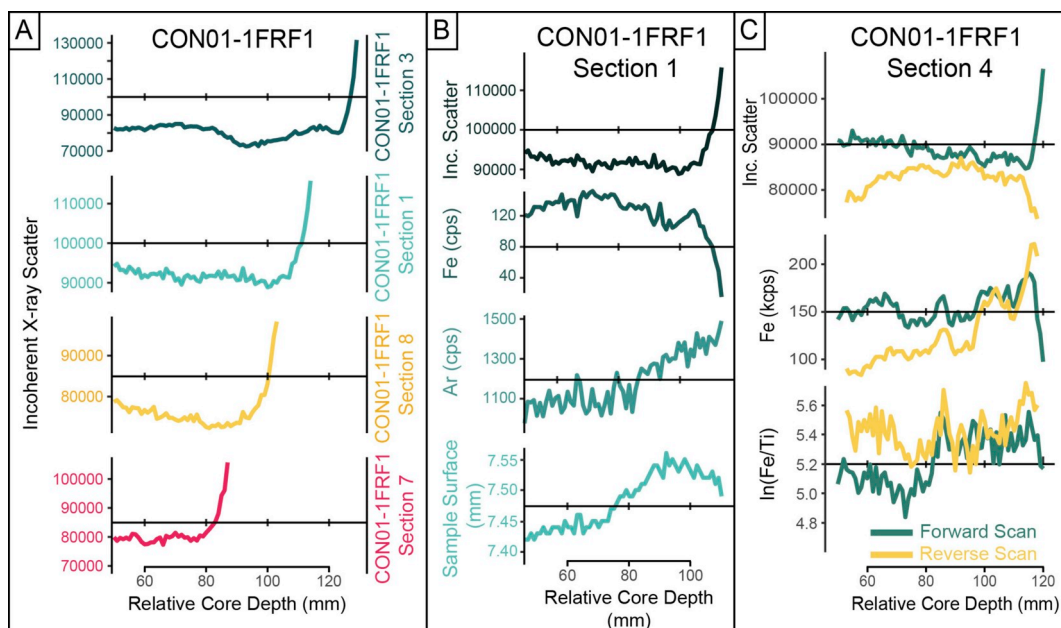 A
CON01-1FRF1
Incoherent X-ray Scatter
130000
100000
90000
80000
70000
CON01-1FRF1
Section 3
110000
100000
90000
CON01-1FRF1
Section 1
90000
80000
CON01-1FRF1
Section 8
100000
90000
80000
70000
CON01-1FRF1
Section 7
60
80
100
120
Relative Core Depth (mm)
B
CON01-1FRF1
Section 1
Inc. Scatter
110000
100000
90000
Fe (cps)
120
80
40
Ar (cps)
1500
1300
1100
Sample Surface
(mm)
7.55
7.50
7.45
7.40
60
80
100
Relative Core Depth
(mm)
C
CON01-1FRF1
Section 4
Inc. Scatter
100000
90000
80000
Fe (kcps)
200
150
100
ln(Fe/Ti)
5.6
5.4
5.2
5.0
4.8
Forward Scan
Reverse Scan
60
80
100
120
Relative Core Depth (mm)